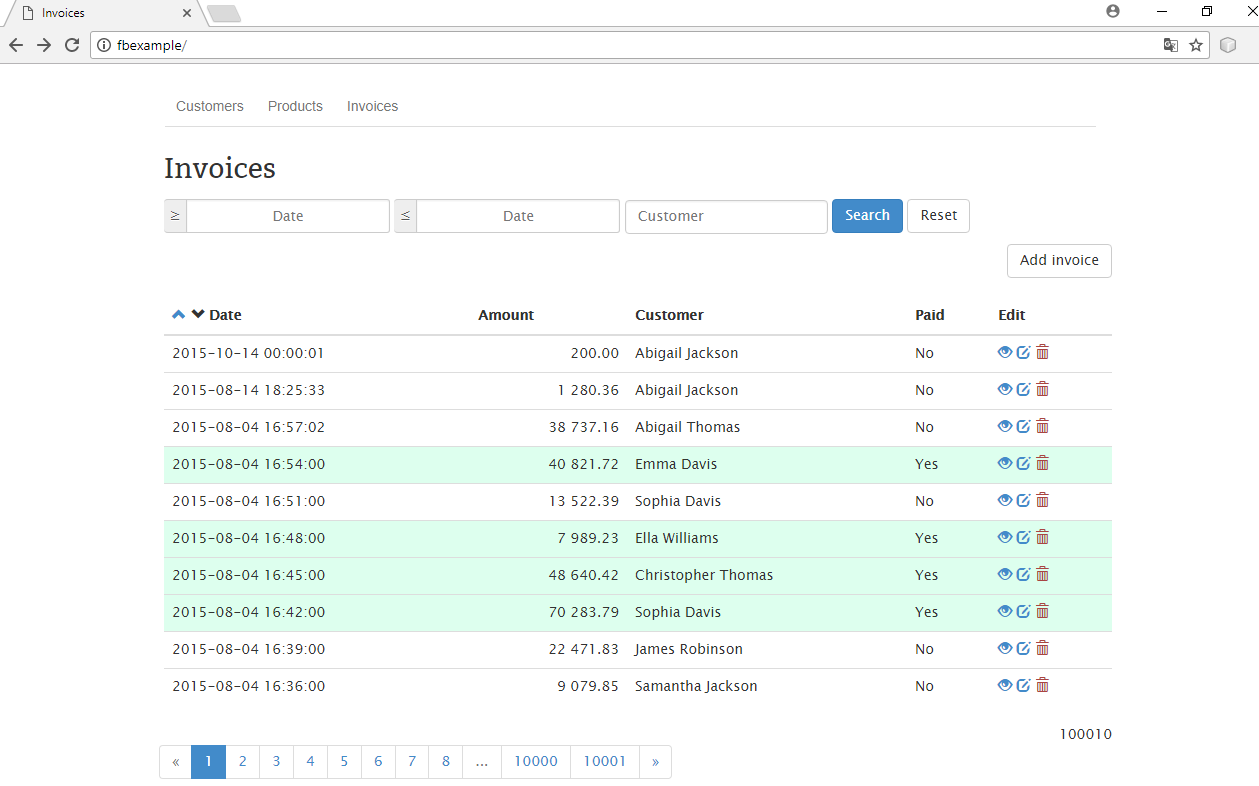 Invoices
fbexample/
Customers Products Invoices
Invoices
≥ Date ≤ Date Customer Search Reset
Add invoice
Date Amount Customer Paid Edit
2015-10-14 00:00:01 200.00 Abigail Jackson No
2015-08-14 18:25:33 1 280.36 Abigail Jackson No
2015-08-04 16:57:02 38 737.16 Abigail Thomas No
2015-08-04 16:54:00 40 821.72 Emma Davis Yes
2015-08-04 16:51:00 13 522.39 Sophia Davis No
2015-08-04 16:48:00 7 989.23 Ella Williams Yes
2015-08-04 16:45:00 48 640.42 Christopher Thomas Yes
2015-08-04 16:42:00 70 283.79 Sophia Davis Yes
2015-08-04 16:39:00 22 471.83 James Robinson No
2015-08-04 16:36:00 9 079.85 Samantha Jackson No
100010
« 1 2 3 4 5 6 7 8 ... 10000 10001 »